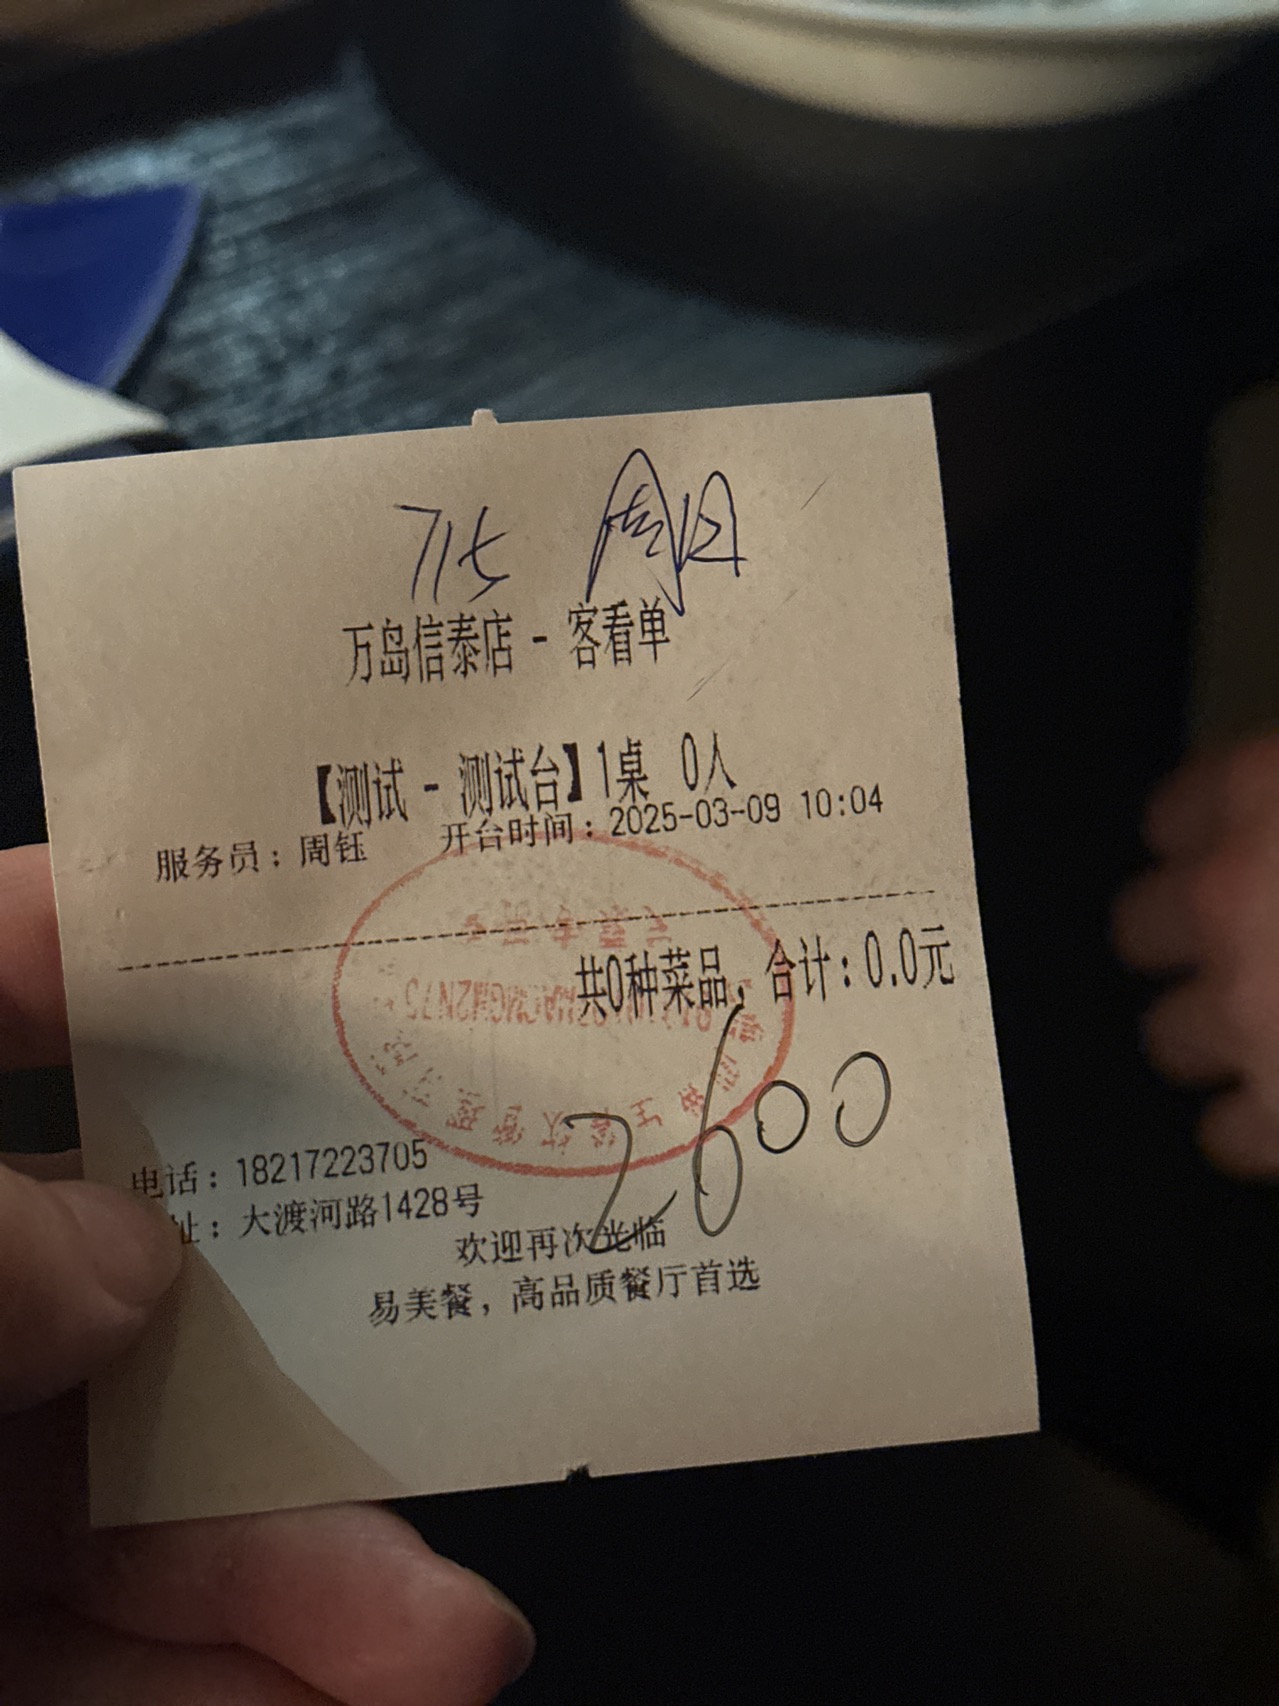 715 周日
万岛信泰店 - 客看单
【测试 - 测试台】1桌 0人
服务员：周钰 开台时间：2025-03-09 10:04
共0种菜品，合计：0.0元
2600
电话：18217223705
址：大渡河路1428号
欢迎再次光临
易美餐，高品质餐厅首选